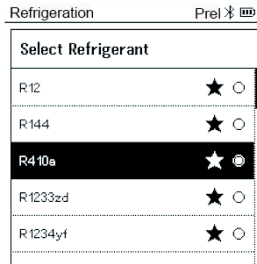 Refrigeration Prel
Select Refrigerant
R12
R144
R410a
R1233zd
R1234yf